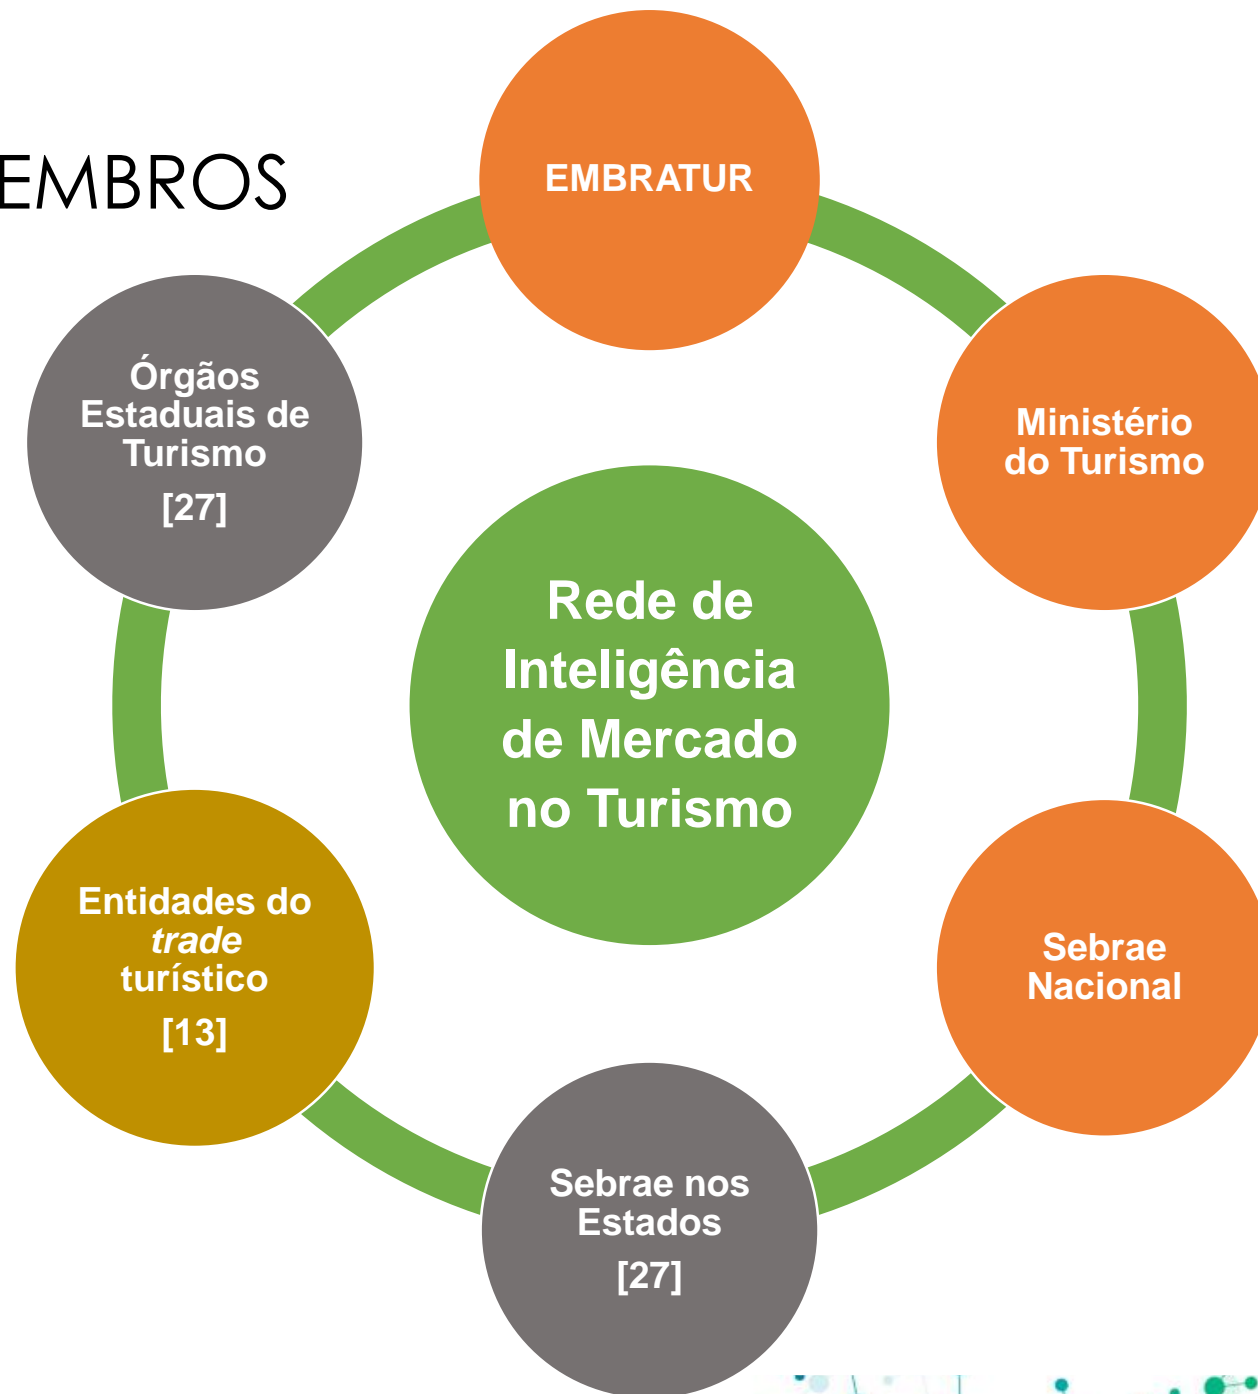 EMBROS
EMBRATUR
Ministério
do Turismo
Sebrae
Nacional
Sebrae nos
Estados
[27]
Entidades do
trade
turístico
[13]
Órgãos
Estaduais de
Turismo
[27]
Rede de
Inteligência
de Mercado
no Turismo